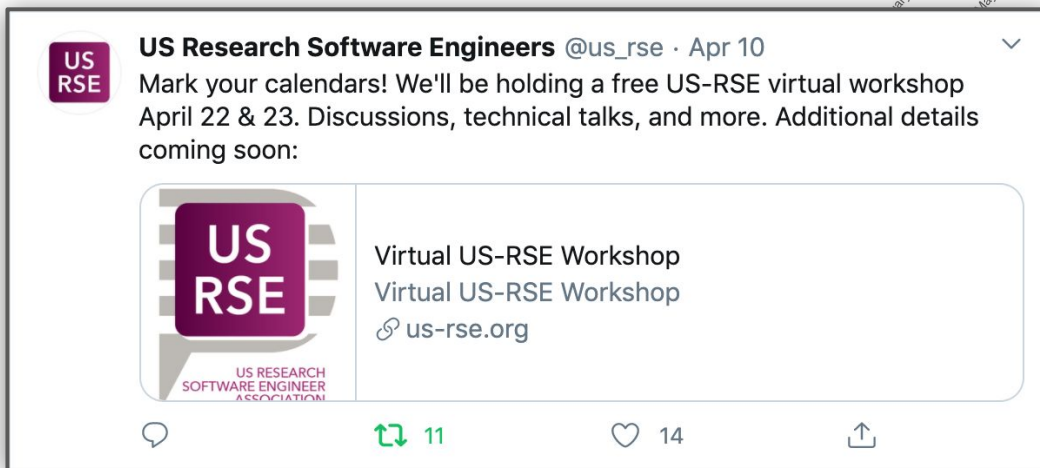 US
RSE
US Research Software Engineers @us_rse · Apr 10
Mark your calendars! We'll be holding a free US-RSE virtual workshop
April 22 & 23. Discussions, technical talks, and more. Additional details
coming soon:
US
RSE
US RESEARCH
SOFTWARE ENGINEER
ASSOCIATION
Virtual US-RSE Workshop
Virtual US-RSE Workshop
us-rse.org
11
14